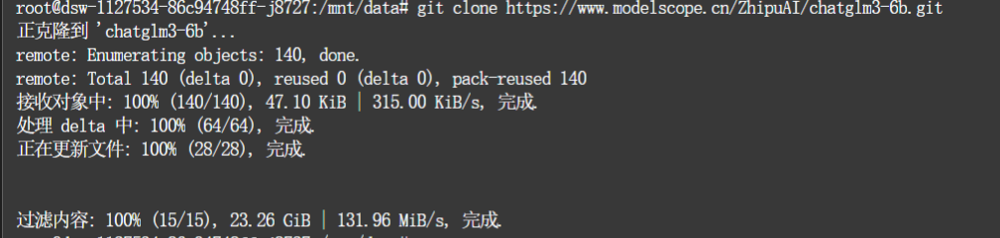 root@dsw-1127534-86c94748ff-j8727:/mnt/data# git clone https://www.modelscope.cn/ZhipuAI/chatglm3-6b.git
正克隆到 'chatglm3-6b'...
remote: Enumerating objects: 140, done.
remote: Total 140 (delta 0), reused 0 (delta 0), pack-reused 140
接收对象中: 100% (140/140), 47.10 KiB | 315.00 KiB/s, 完成.
处理 delta 中: 100% (64/64), 完成.
正在更新文件: 100% (28/28), 完成.
过滤内容: 100% (15/15), 23.26 GiB | 131.96 MiB/s, 完成.